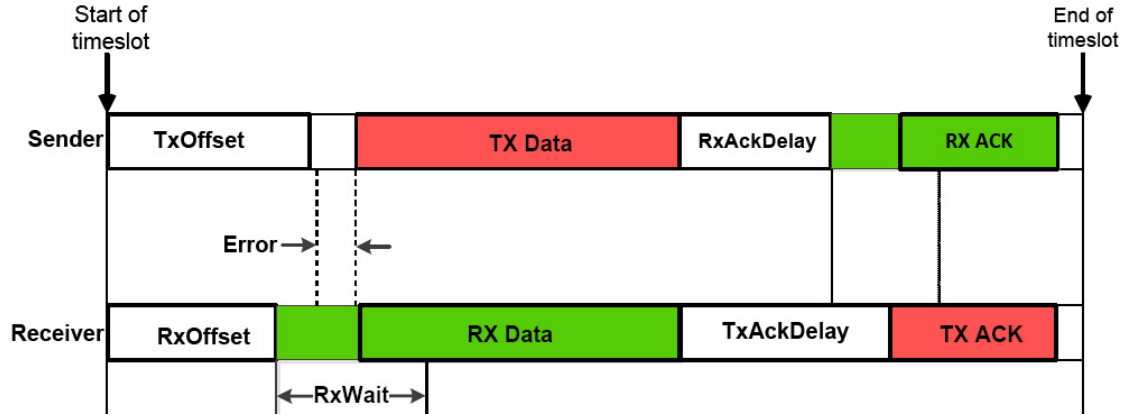 Start of
timeslot
End of
timeslot
Sender
TxOffset
TX Data
RxAckDelay
RX ACK
Error
Receiver
RxOffset
RX Data
TxAckDelay
TX ACK
RxWait